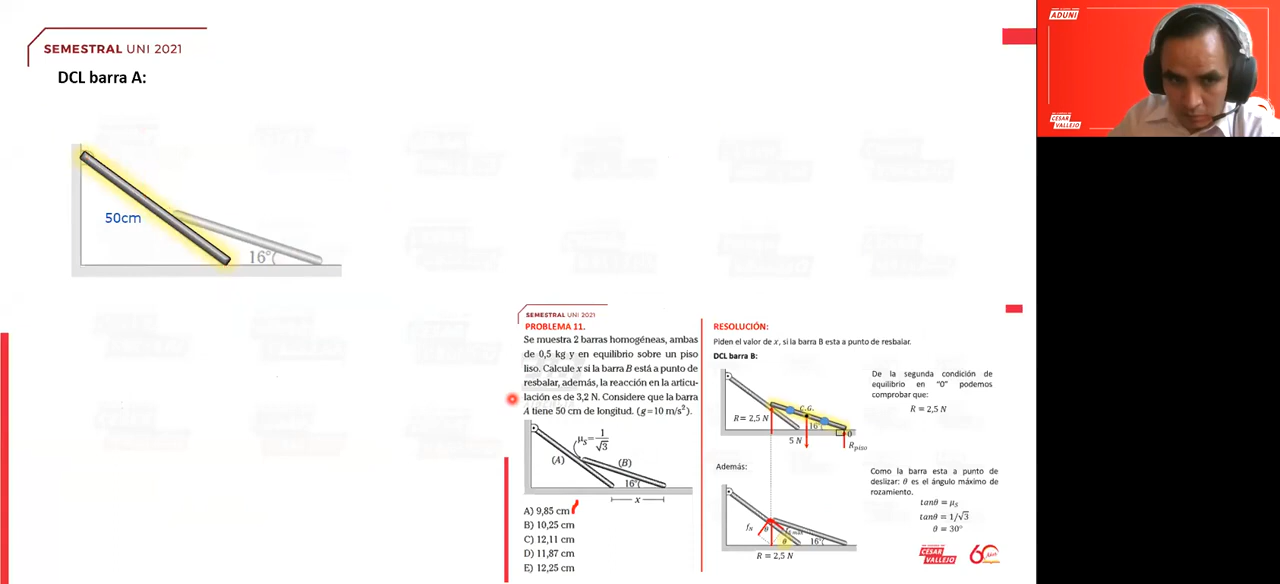 SEMESTRAL UNI 2021
DCL barra A:
50cm
16°
ADUNI
CESAR
VALLEJO
SEMESTRAL UNI 2021
PROBLEMA 11.
Se muestra 2 barras homogéneas, ambas
de 0,5 kg y en equilibrio sobre un piso
liso. Calcule x si la barra B está a punto de
resbalar, además, la reacción en la articu-
lación es de 3,2 N. Considere que la barra
A tiene 50 cm de longitud. (g=10 m/s²).
μs= 1/√3
(A)
(B)
16°
x
A) 9,85 cm
B) 10,25 cm
C) 12,11 cm
D) 11,87 cm
E) 12,25 cm
RESOLUCIÓN:
Piden el valor de x, si la barra B esta a punto de resbalar.
DCL barra B:
C.G.
R = 2,5 N
16°
O
5 N
Rpiso
De la segunda condición de
equilibrio en "0" podemos
comprobar que:
R = 2,5 N
Además:
fN
θ
θ
16°
R = 2,5 N
Como la barra esta a punto de
deslizar: θ es el ángulo máximo de
rozamiento.
tanθ = μs
tanθ = 1/√3
θ = 30°
CESAR
VALLEJO
60